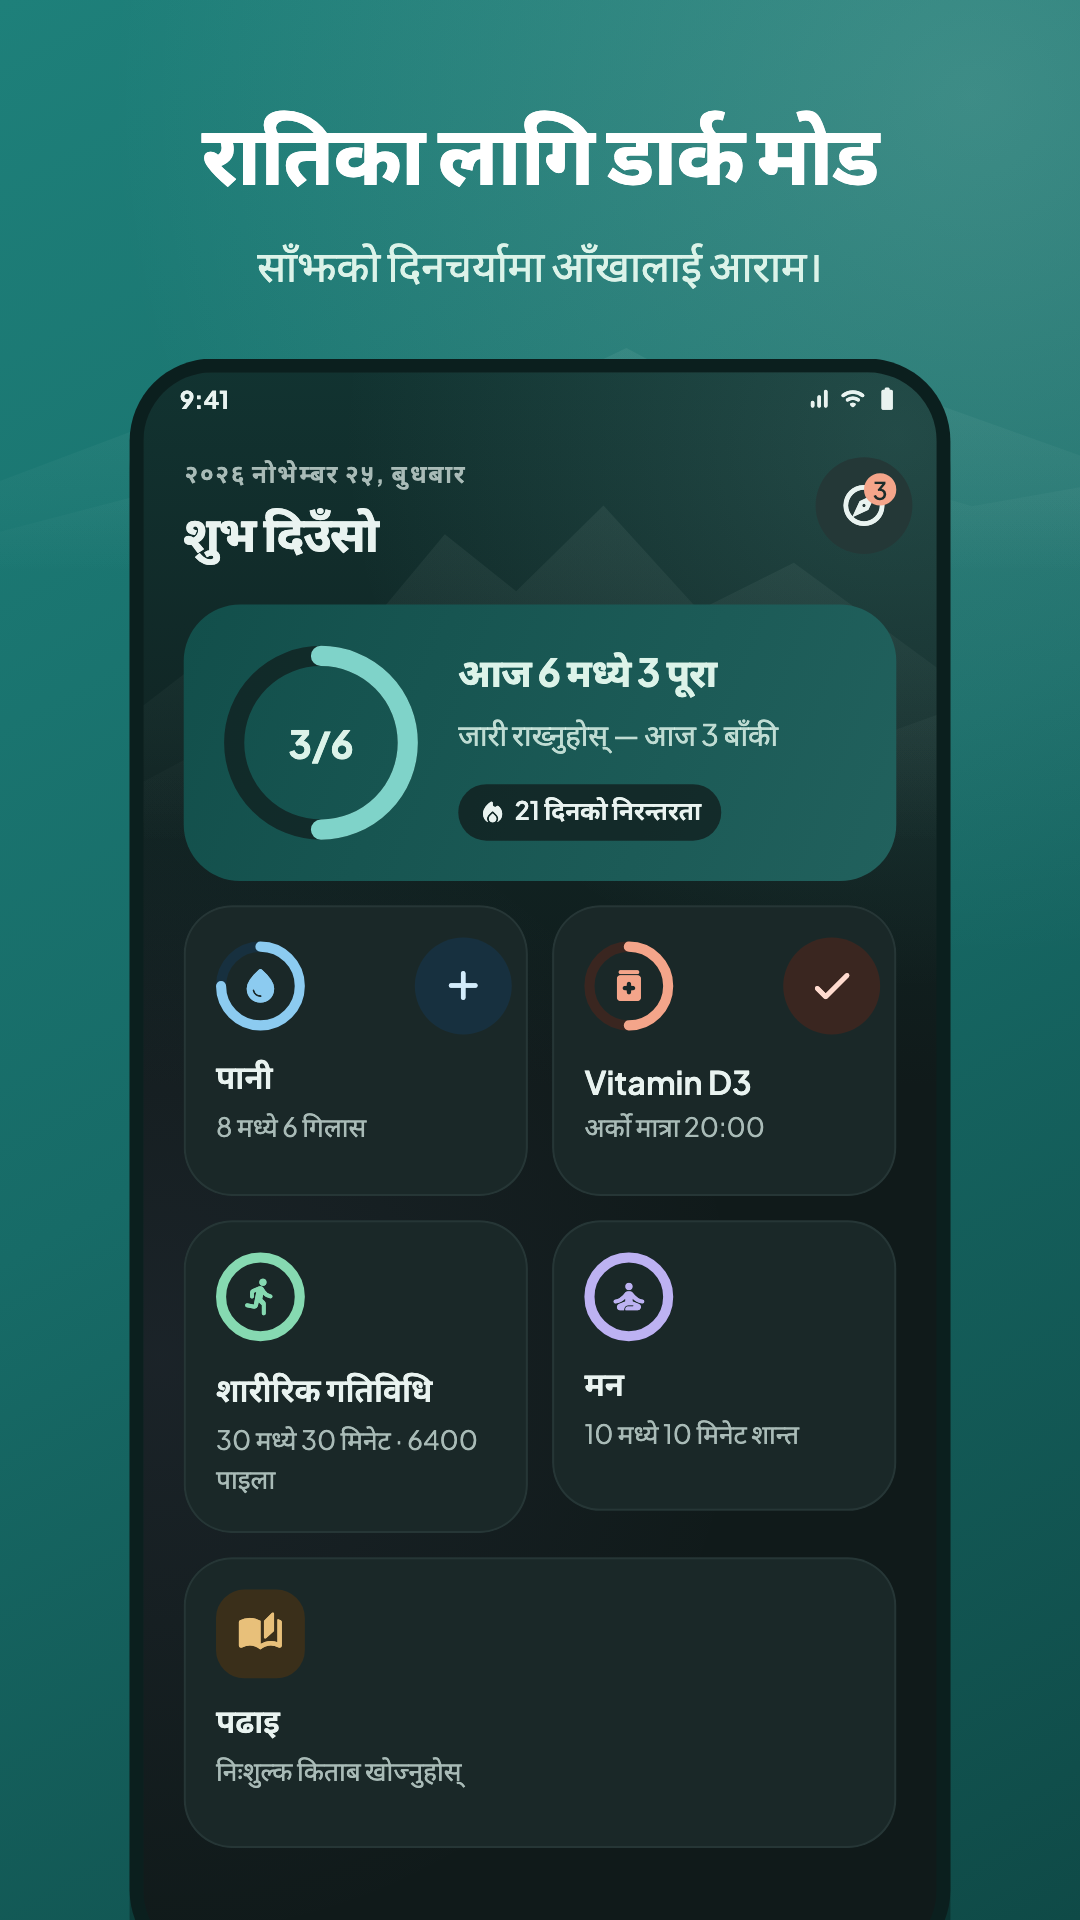 रातिका लागि डार्क मोड
साँझको दिनचर्यामा आँखालाई आराम।
9:41
२०२६ नोभेम्बर २५, बुधबार
शुभ दिउँसो
3
आज 6 मध्ये 3 पूरा
3/6
जारी राख्नुहोस् — आज 3 बाँकी
21 दिनको निरन्तरता
पानी
8 मध्ये 6 गिलास
Vitamin D3
अर्को मात्रा 20:00
शारीरिक गतिविधि
30 मध्ये 30 मिनेट · 6400
पाइला
मन
10 मध्ये 10 मिनेट शान्त
पढाइ
निःशुल्क किताब खोज्नुहोस्